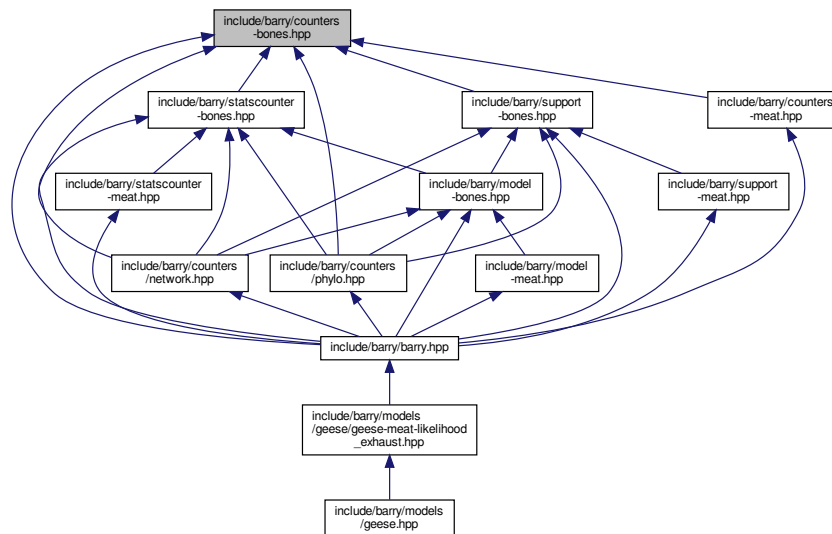 include/barry/counters
-bones.hpp
include/barry/statscounter
-bones.hpp
include/barry/support
-bones.hpp
include/barry/counters
-meat.hpp
include/barry/statscounter
-meat.hpp
include/barry/model
-bones.hpp
include/barry/support
-meat.hpp
include/barry/counters
/network.hpp
include/barry/counters
/phylo.hpp
include/barry/model
-meat.hpp
include/barry/barry.hpp
include/barry/models
/geese/geese-meat-likelihood
_exhaust.hpp
include/barry/models
/geese.hpp